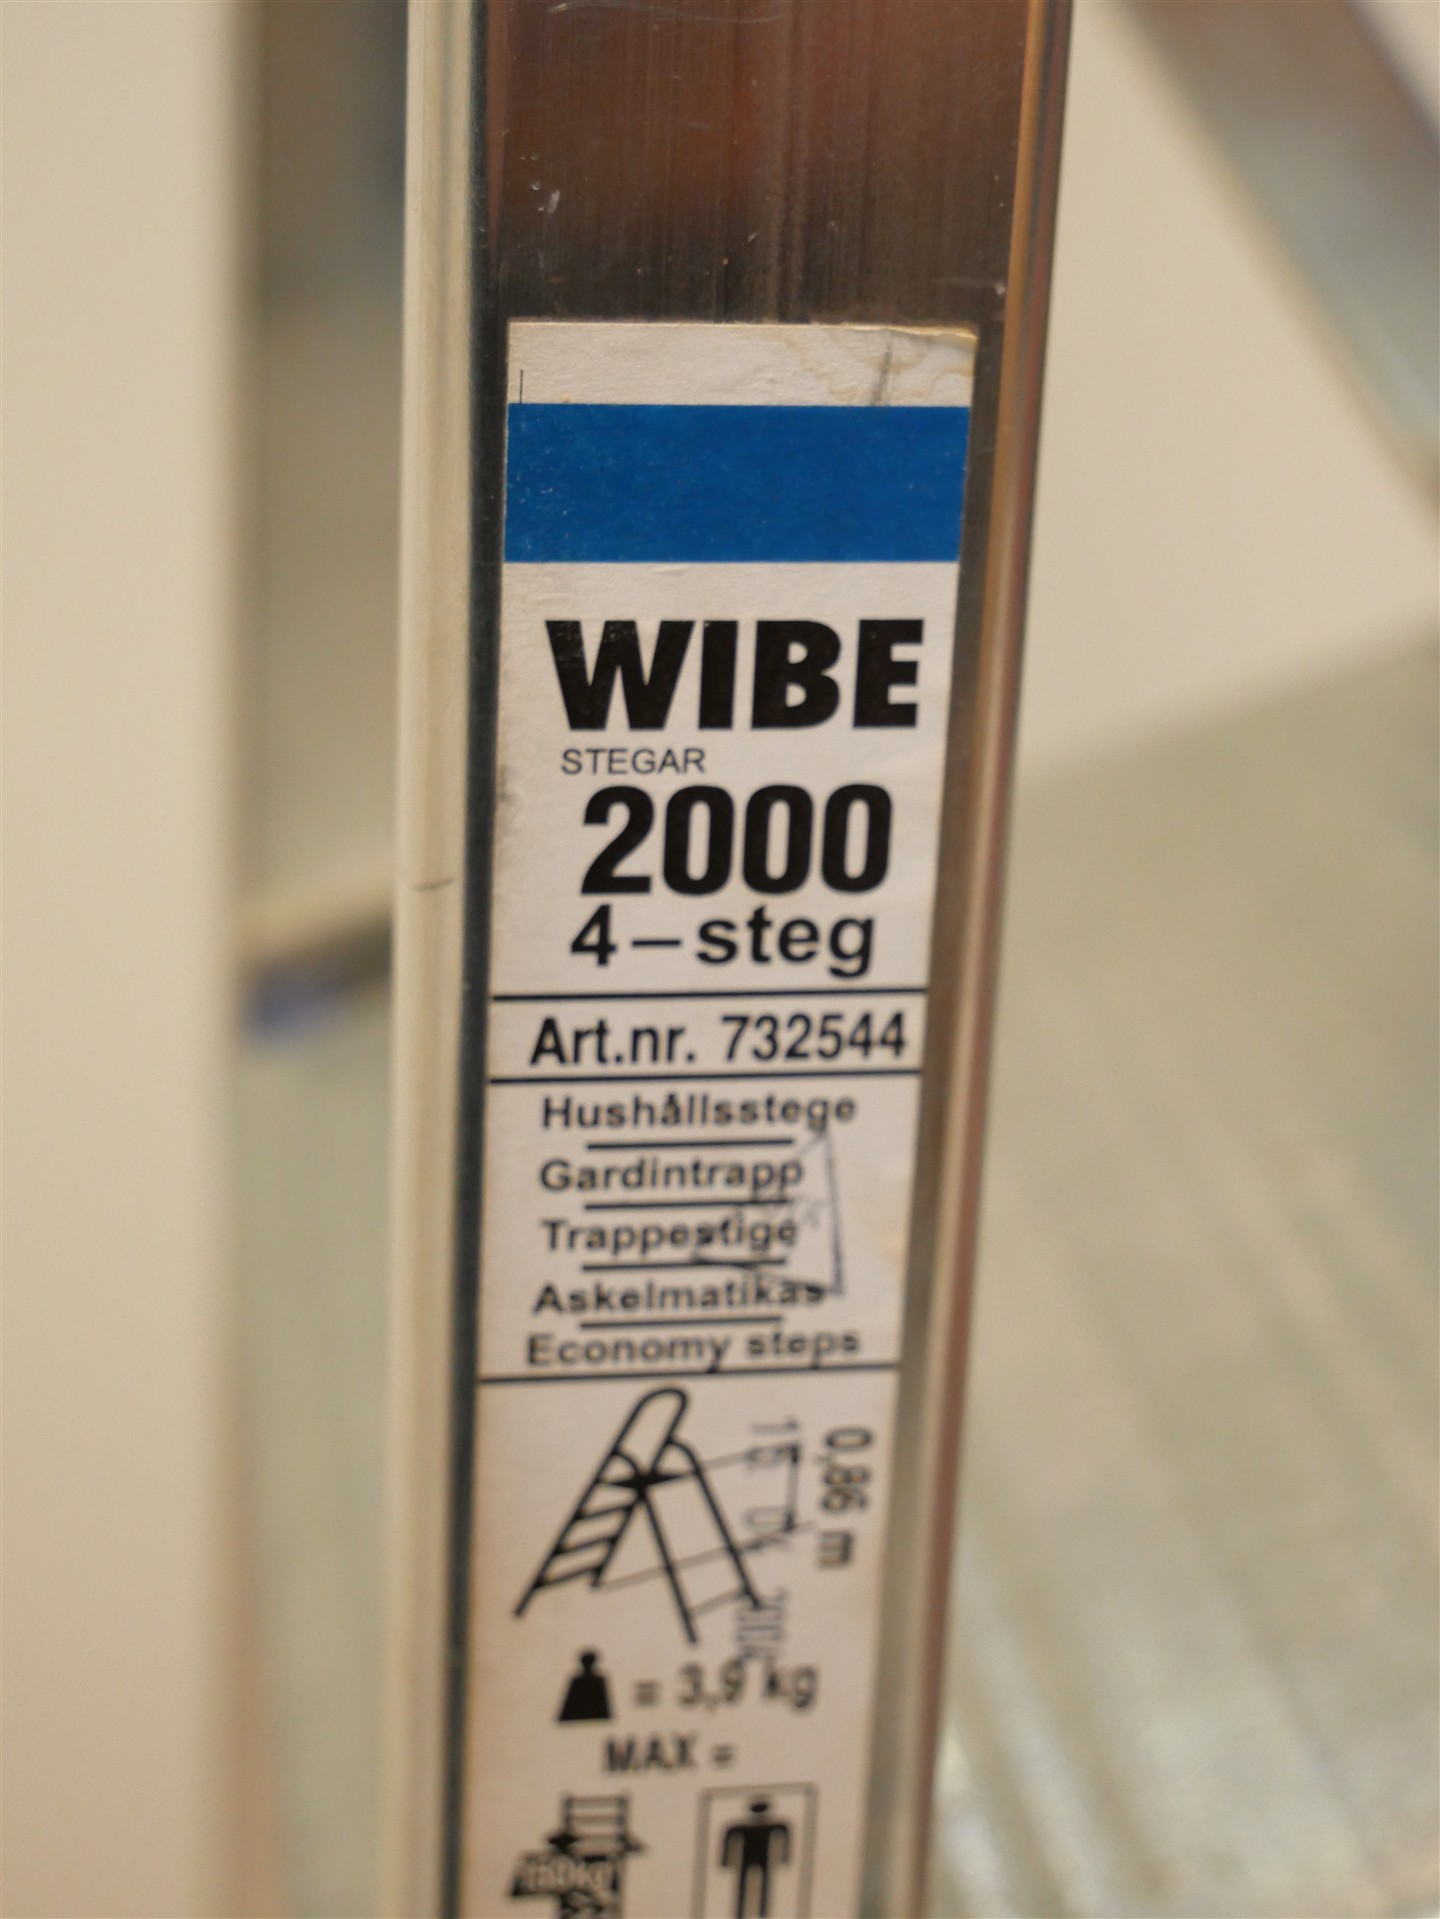 WIBE
STEGAR
2000
4–steg
Art.nr. 732544
Hushållsstege
Gardintrapp
Trappestige
Askelmatikas
Economy steps
0,86 m
= 3,9 kg
MAX =
150kg